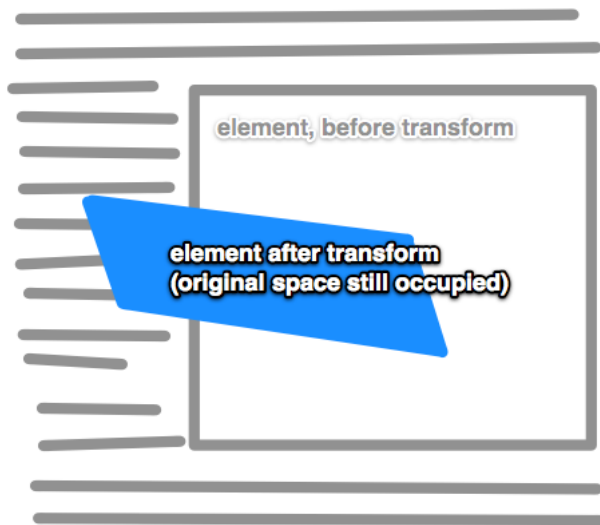 element, before transform
element after transform
(original space still occupied)